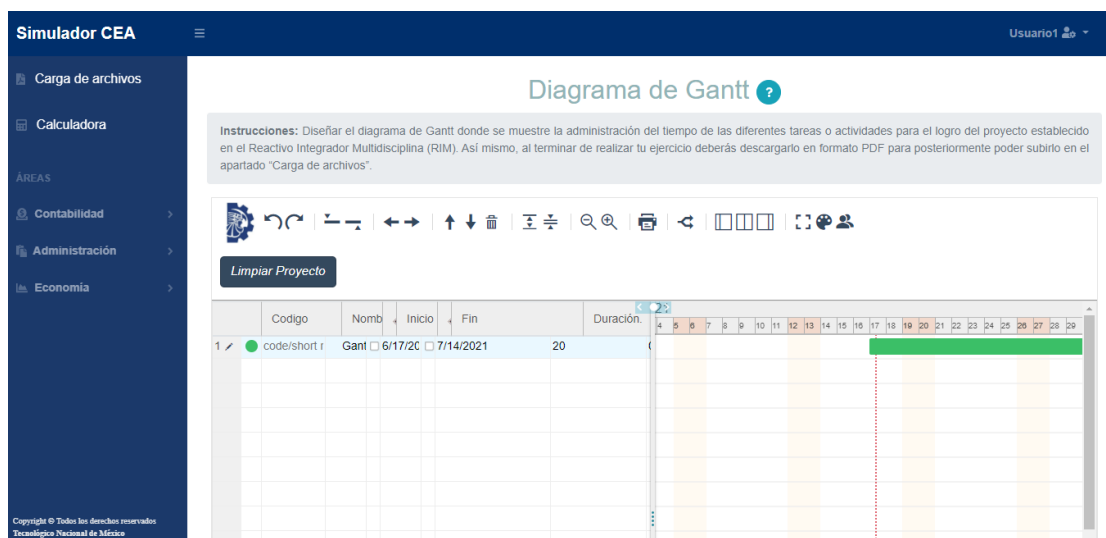 Simulador CEA
Usuario1
Carga de archivos
Calculadora
ÁREAS
Contabilidad
Administración
Economía
Copyright © Todos los derechos reservados
Tecnológico Nacional de México
Diagrama de Gantt ?
Instrucciones: Diseñar el diagrama de Gantt donde se muestre la administración del tiempo de las diferentes tareas o actividades para el logro del proyecto establecido
en el Reactivo Integrador Multidisciplina (RIM). Así mismo, al terminar de realizar tu ejercicio deberás descargarlo en formato PDF para posteriormente poder subirlo en el
apartado "Carga de archivos".
Limpiar Proyecto
Codigo Nomb Inicio Fin Duración.
4 5 6 7 8 9 10 11 12 13 14 15 16 17 18 19 20 21 22 23 24 25 26 27 28 29
1 code/short r Gant 6/17/20 7/14/2021 20